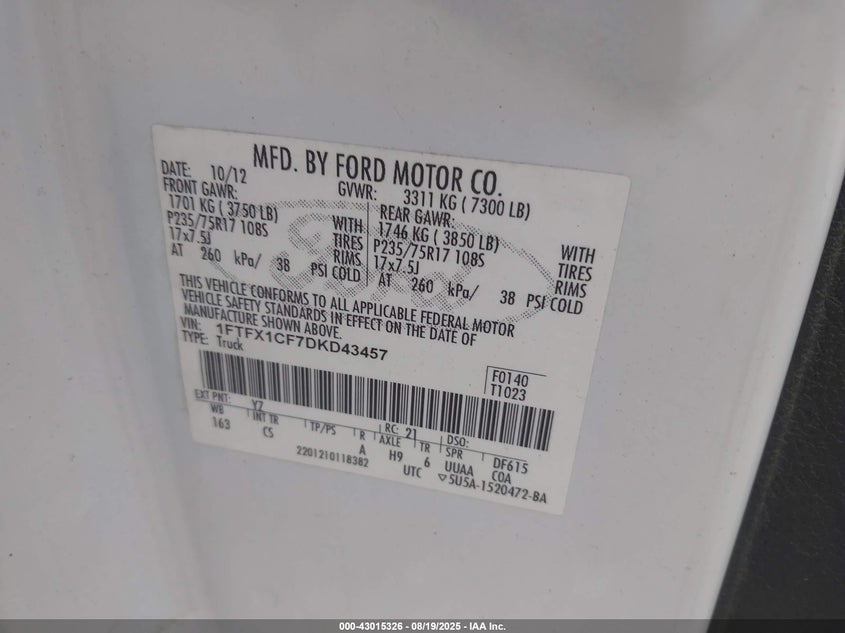 MFD. BY FORD MOTOR CO.
DATE: 10/12 GVWR: 3311 KG ( 7300 LB)
FRONT GAWR: REAR GAWR:
1701 KG ( 3750 LB) WITH 1746 KG ( 3850 LB) WITH
P235/75R17 108S TIRES P235/75R17 108S TIRES
17x7.5J RIMS 17x7.5J RIMS
AT 260 kPa/ 38 PSI COLD AT 260 kPa/ 38 PSI COLD
Ford
THIS VEHICLE CONFORMS TO ALL APPLICABLE FEDERAL MOTOR
VEHICLE SAFETY STANDARDS IN EFFECT ON THE DATE OF
MANUFACTURE SHOWN ABOVE.
VIN: 1FTFX1CF7DKD43457
TYPE: Truck
F0140
T1023
EXT PNT: YZ RC: 21 DSO:
WB INT TR TP/PS R AXLE TR SPR DF615
163 CS A H9 6 UUAA COA
2201210118382 UTC ▽5U5A-1520472-BA
000-43015326 - 08/19/2025 - IAA Inc.